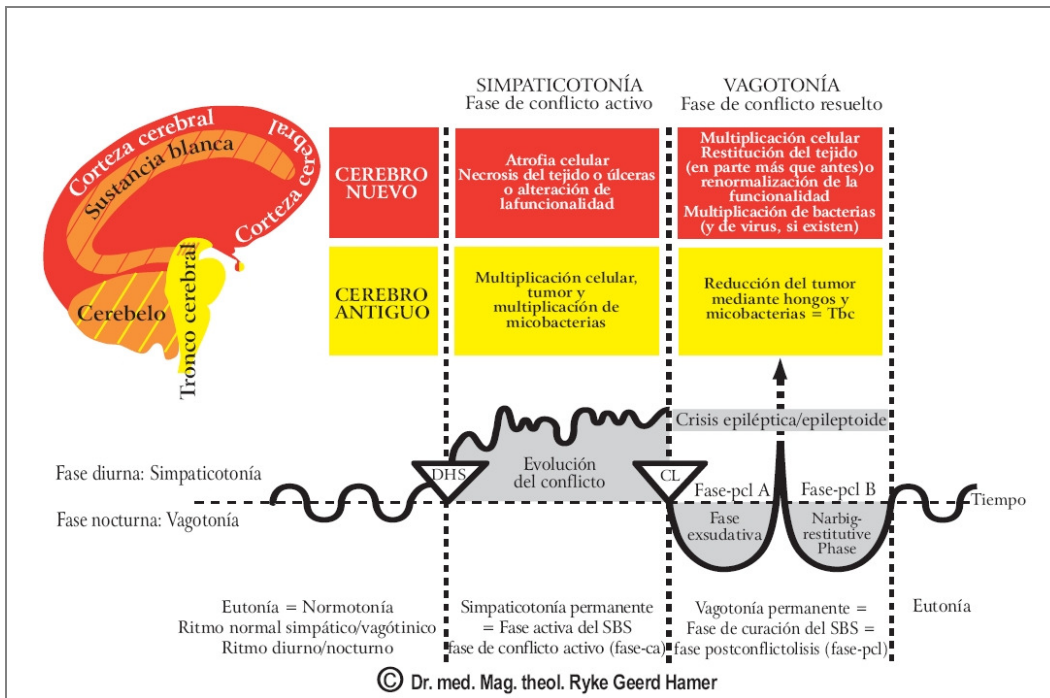 SIMPATICOTONÍA
Fase de conflicto activo
VAGOTONÍA
Fase de conflicto resuelto
Corteza cerebral
Corteza cerebral
cerebral
Sustancia blanca
Cerebelo
Tronco cerebral
CEREBRO
NUEVO
Atrofia celular
Necrosis del tejido o úlceras
o alteración de
lafuncionalidad
Multiplicación celular
Restitución del tejido
(en parte más que antes)o
renormalización de la
funcionalidad
Multiplicación de bacterias
(y de virus, si existen)
CEREBRO
ANTIGUO
Multiplicación celular,
tumor y
multiplicación de
micobacterias
Reducción del tumor
mediante hongos y
micobacterias = Tbc
Crisis epiléptica/epileptoide
Fase diurna: Simpaticotonía
Fase nocturna: Vagotonía
DHS
Evolución
del conflicto
CL
Fase-pcl A
Fase-pcl B
Fase
exsudativa
Narbig-
restitutive
Phase
Tiempo
Eutonía = Normotonía
Ritmo normal simpático/vagótinico
Ritmo diurno/nocturno
Simpaticotonía permanente
= Fase activa del SBS
fase de conflicto activo (fase-ca)
Vagotonía permanente =
Fase de curación del SBS =
fase postconflictolisis (fase-pcl)
Eutonía
© Dr. med. Mag. theol. Ryke Geerd Hamer